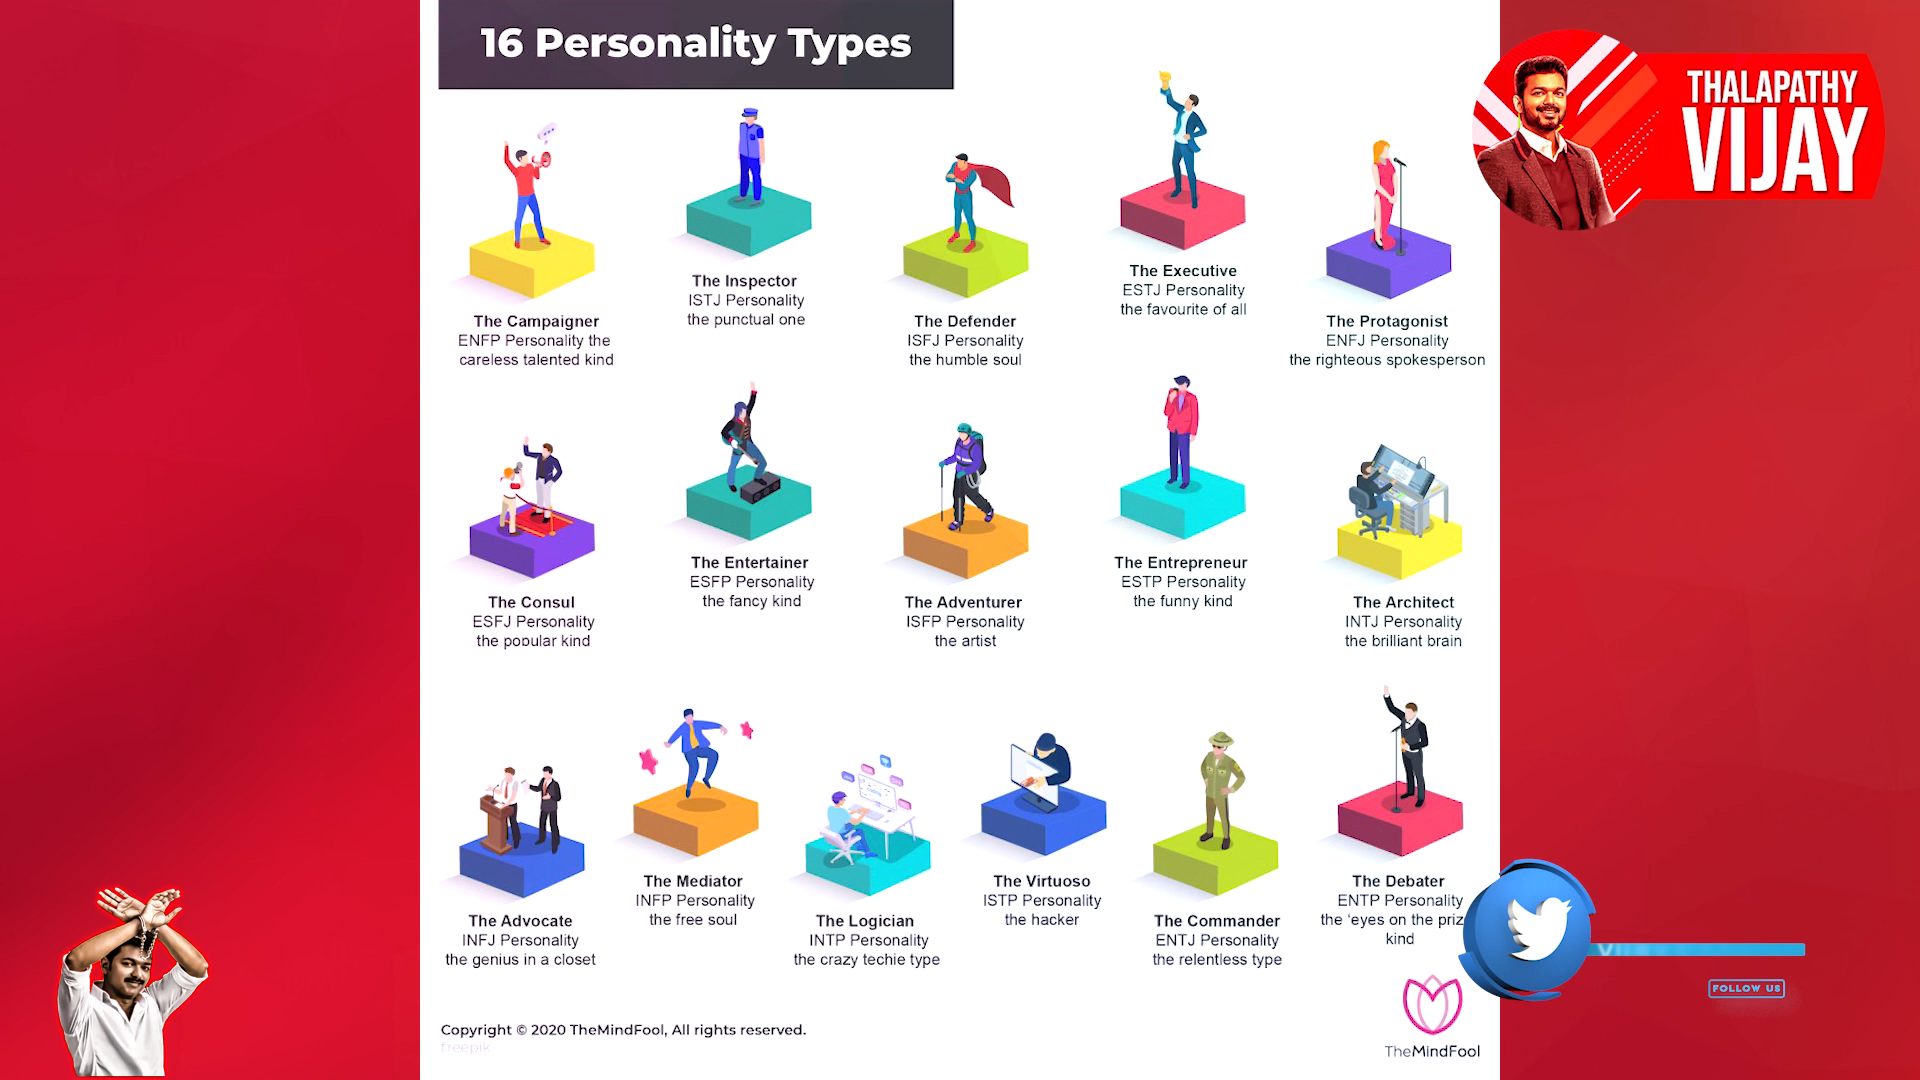 16 Personality Types
THALAPATHY
VIJAY
The Campaigner
ENFP Personality the
careless talented kind
The Inspector
ISTJ Personality
the punctual one
The Defender
ISFJ Personality
the humble soul
The Executive
ESTJ Personality
the favourite of all
The Protagonist
ENFJ Personality
the righteous spokesperson
The Consul
ESFJ Personality
the popular kind
The Entertainer
ESFP Personality
the fancy kind
The Adventurer
ISFP Personality
the artist
The Entrepreneur
ESTP Personality
the funny kind
The Architect
INTJ Personality
the brilliant brain
The Advocate
INFJ Personality
the genius in a closet
The Mediator
INFP Personality
the free soul
The Logician
INTP Personality
the crazy techie type
The Virtuoso
ISTP Personality
the hacker
The Commander
ENTJ Personality
the relentless type
The Debater
ENTP Personality
the ‘eyes on the priz
kind
FOLLOW US
Copyright © 2020 TheMindFool, All rights reserved.
freepik
TheMindFool